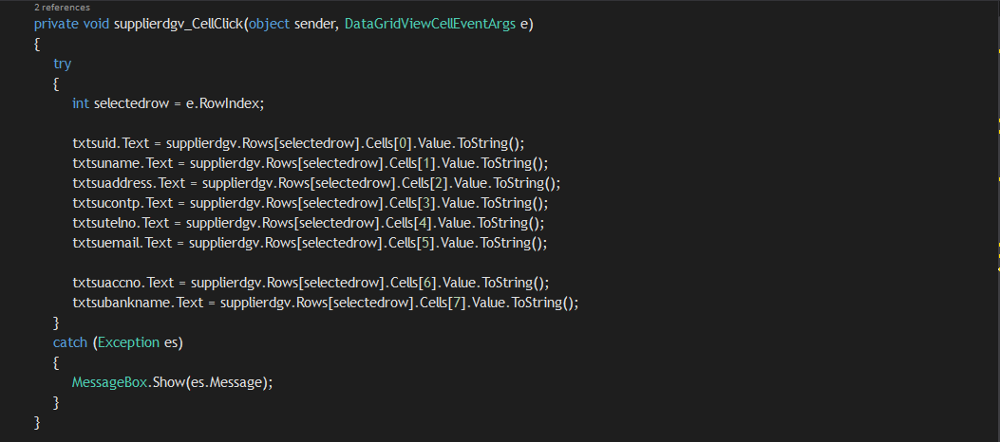 2 references
private void supplierdgv_CellClick(object sender, DataGridViewCellEventArgs e)
{
try
{
int selectedrow = e.RowIndex;
txtsuid.Text = supplierdgv.Rows[selectedrow].Cells[0].Value.ToString();
txtsuname.Text = supplierdgv.Rows[selectedrow].Cells[1].Value.ToString();
txtsuaddress.Text = supplierdgv.Rows[selectedrow].Cells[2].Value.ToString();
txtsucontp.Text = supplierdgv.Rows[selectedrow].Cells[3].Value.ToString();
txtsutelno.Text = supplierdgv.Rows[selectedrow].Cells[4].Value.ToString();
txtsuemail.Text = supplierdgv.Rows[selectedrow].Cells[5].Value.ToString();
txtsuaccno.Text = supplierdgv.Rows[selectedrow].Cells[6].Value.ToString();
txtsubankname.Text = supplierdgv.Rows[selectedrow].Cells[7].Value.ToString();
}
catch (Exception es)
{
MessageBox.Show(es.Message);
}
}